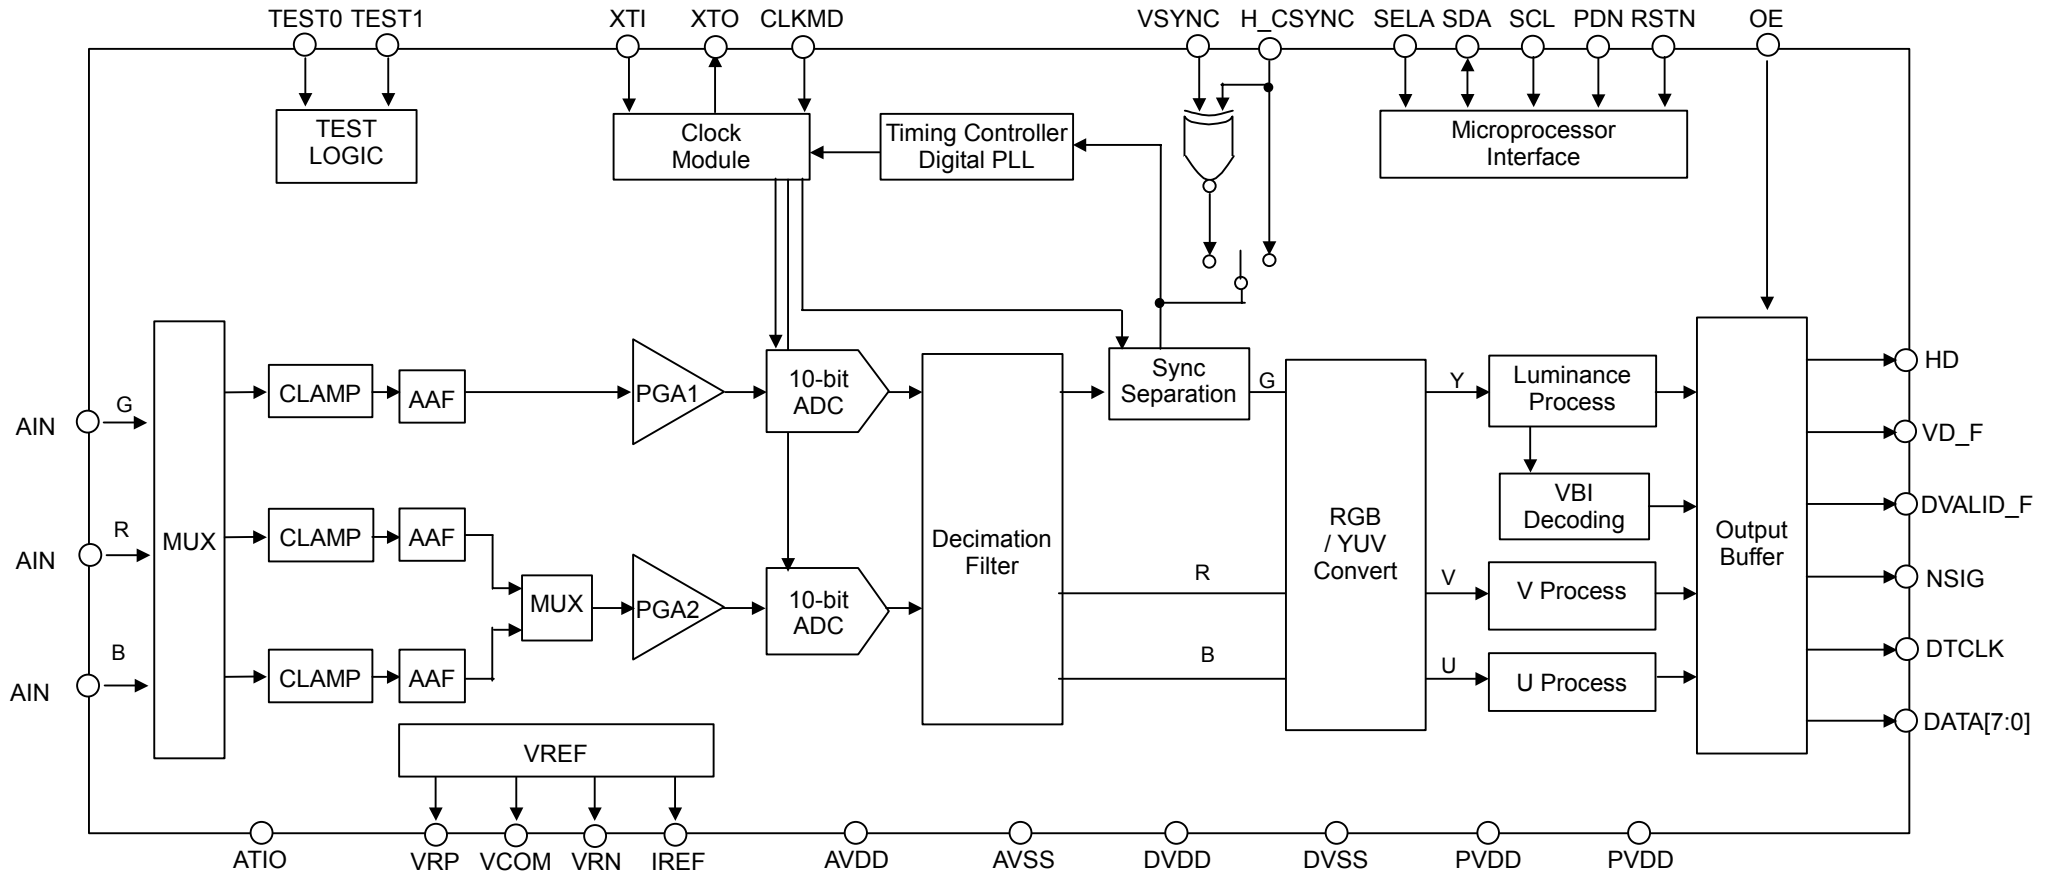 TEST0 TEST1 XTI XTO CLKMD VSYNC H_CSYNC SELA SDA SCL PDN RSTN OE
TEST
LOGIC
Clock
Module
Timing Controller
Digital PLL
Microprocessor
Interface
AIN
G
AIN
R
AIN
B
MUX
CLAMP
AAF
PGA1
10-bit
ADC
CLAMP
AAF
CLAMP
AAF
MUX
PGA2
10-bit
ADC
Decimation
Filter
Sync
Separation
G
R
B
RGB
/ YUV
Convert
Y
V
U
Luminance
Process
VBI
Decoding
V Process
U Process
Output
Buffer
HD
VD_F
DVALID_F
NSIG
DTCLK
DATA[7:0]
VREF
ATIO VRP VCOM VRN IREF AVDD AVSS DVDD DVSS PVDD PVDD